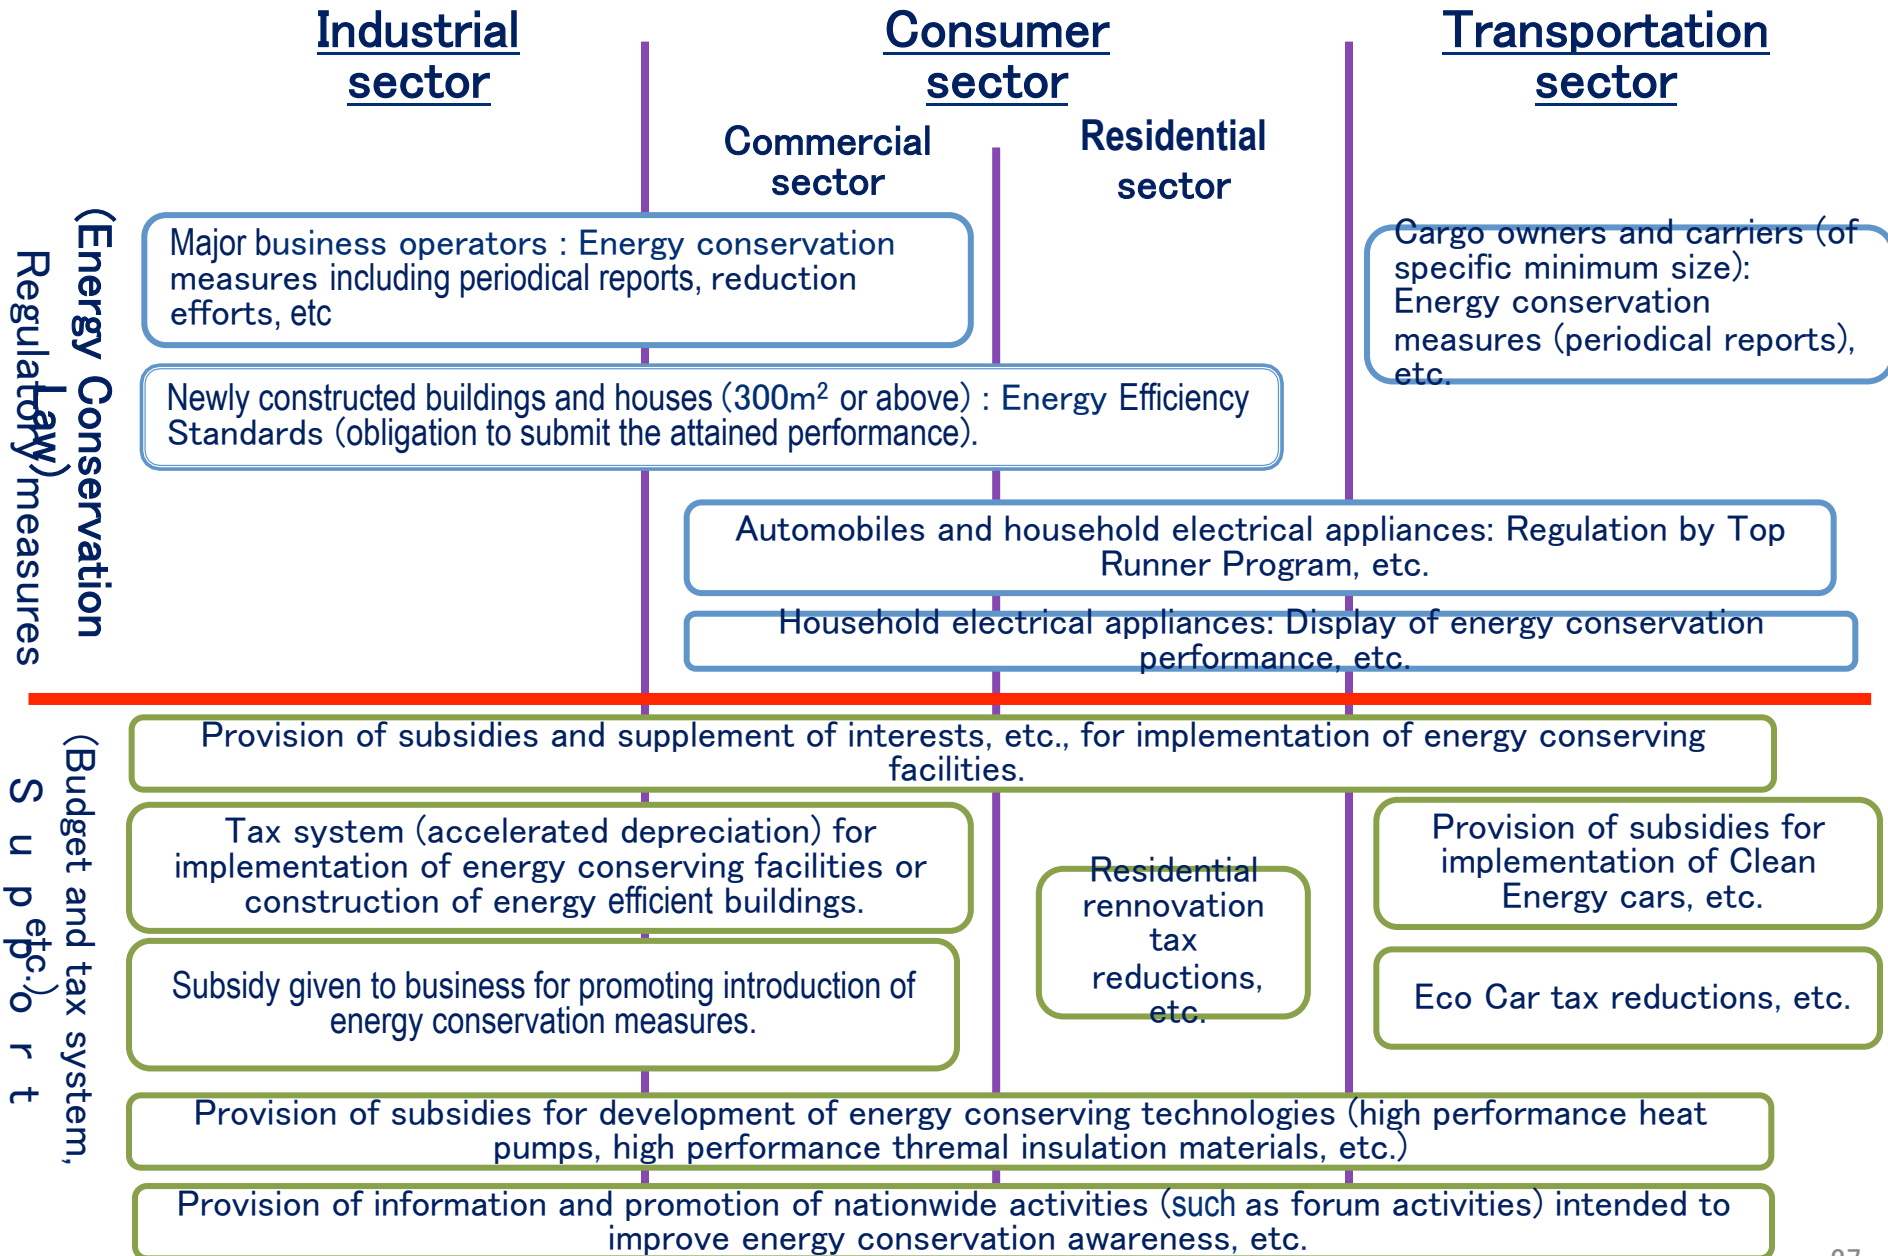 Industrial
sector
Consumer
sector
Transportation
sector
Commercial
sector
Residential
sector
Regulatory measures
(Energy Conservation
Law)
Major business operators : Energy conservation
measures including periodical reports, reduction
efforts, etc
Cargo owners and carriers (of
specific minimum size):
Energy conservation
measures (periodical reports),
etc.
Newly constructed buildings and houses (300m² or above) : Energy Efficiency
Standards (obligation to submit the attained performance).
Automobiles and household electrical appliances: Regulation by Top
Runner Program, etc.
Household electrical appliances: Display of energy conservation
performance, etc.
Support
(Budget and tax system,
etc.)
Provision of subsidies and supplement of interests, etc., for implementation of energy conserving
facilities.
Tax system (accelerated depreciation) for
implementation of energy conserving facilities or
construction of energy efficient buildings.
Residential
rennovation
tax
reductions,
etc.
Provision of subsidies for
implementation of Clean
Energy cars, etc.
Subsidy given to business for promoting introduction of
energy conservation measures.
Eco Car tax reductions, etc.
Provision of subsidies for development of energy conserving technologies (high performance heat
pumps, high performance thremal insulation materials, etc.)
Provision of information and promotion of nationwide activities (such as forum activities) intended to
improve energy conservation awareness, etc.